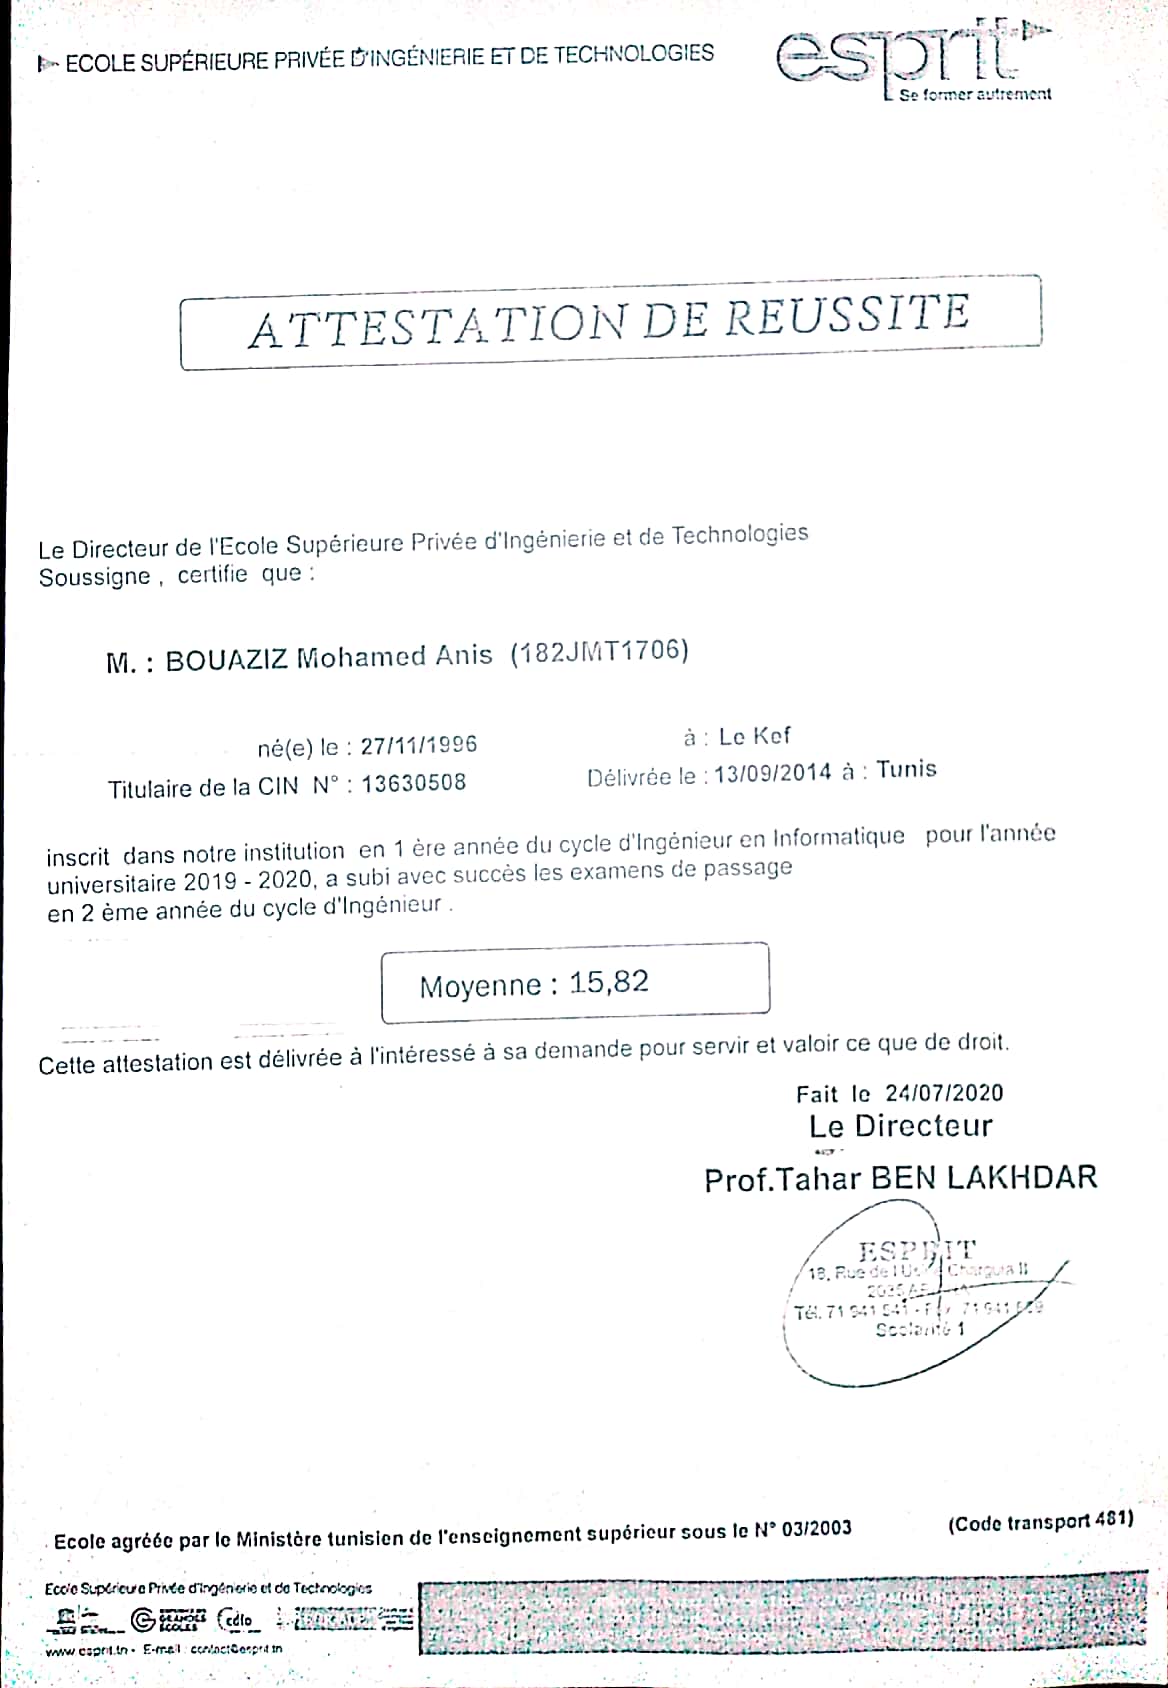 ECOLE SUPÉRIEURE PRIVÉE D'INGÉNIERIE ET DE TECHNOLOGIES
esprit
Se former autrement
ATTESTATION DE REUSSITE
Le Directeur de l'Ecole Supérieure Privée d'Ingénierie et de Technologies
Soussigne , certifie que :
M. : BOUAZIZ Mohamed Anis (182JMT1706)
né(e) le : 27/11/1996 à : Le Kef
Titulaire de la CIN N° : 13630508 Délivrée le : 13/09/2014 à : Tunis
inscrit dans notre institution en 1 ère année du cycle d'Ingénieur en Informatique pour l'année
universitaire 2019 - 2020, a subi avec succès les examens de passage
en 2 ème année du cycle d'Ingénieur .
Moyenne : 15,82
Cette attestation est délivrée à l'intéressé à sa demande pour servir et valoir ce que de droit.
Fait le 24/07/2020
Le Directeur
Prof.Tahar BEN LAKHDAR
ESPRIT
18, Rue de l'Charguia II
Tél. 71 941 541 - 71 941
Scolarité 1
Ecole agréée par le Ministère tunisien de l'enseignement supérieur sous le N° 03/2003
(Code transport 481)
Ecole Supérieure Privée d'Ingénierie et de Technologies
GRANDES ECOLES cdio
www.esprit.tn - E-mail : contact@esprit.tn